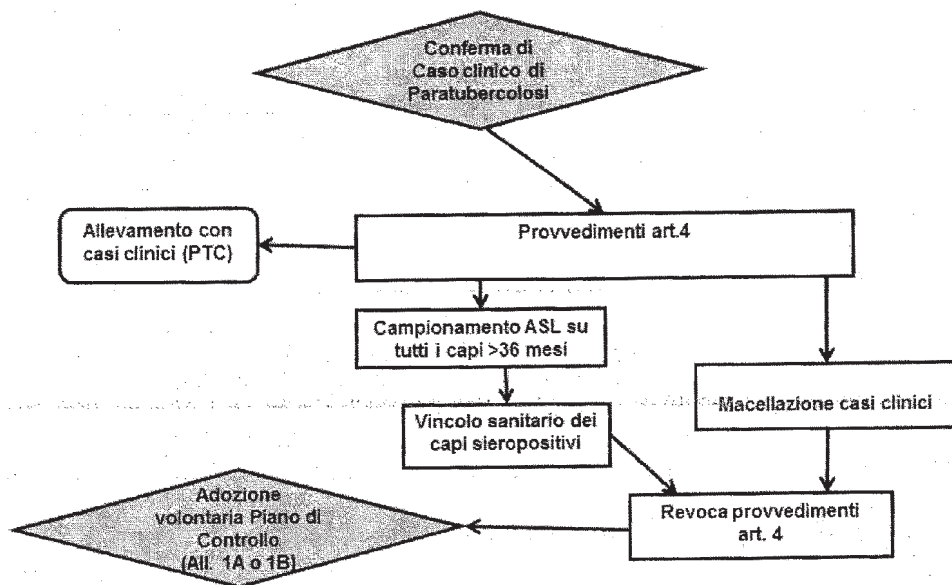 Conferma di
Caso clinico di
Paratubercolosi
Allevamento con
casi clinici (PTC)
Provvedimenti art.4
Campionamento ASL su
tutti i capi >36 mesi
Macellazione casi clinici
Vincolo sanitario dei
capi sieropositivi
Adozione
volontaria Piano di
Controllo
(All. 1A o 1B)
Revoca provvedimenti
art. 4